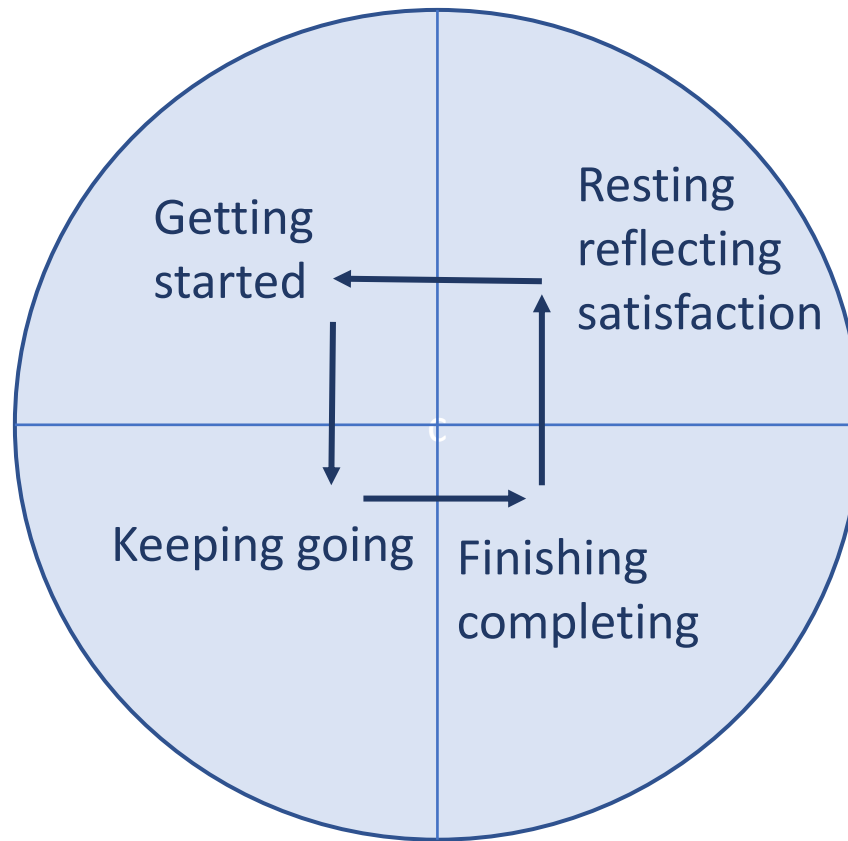 Getting
started
Resting
reflecting
satisfaction
c
Keeping going
Finishing
completing